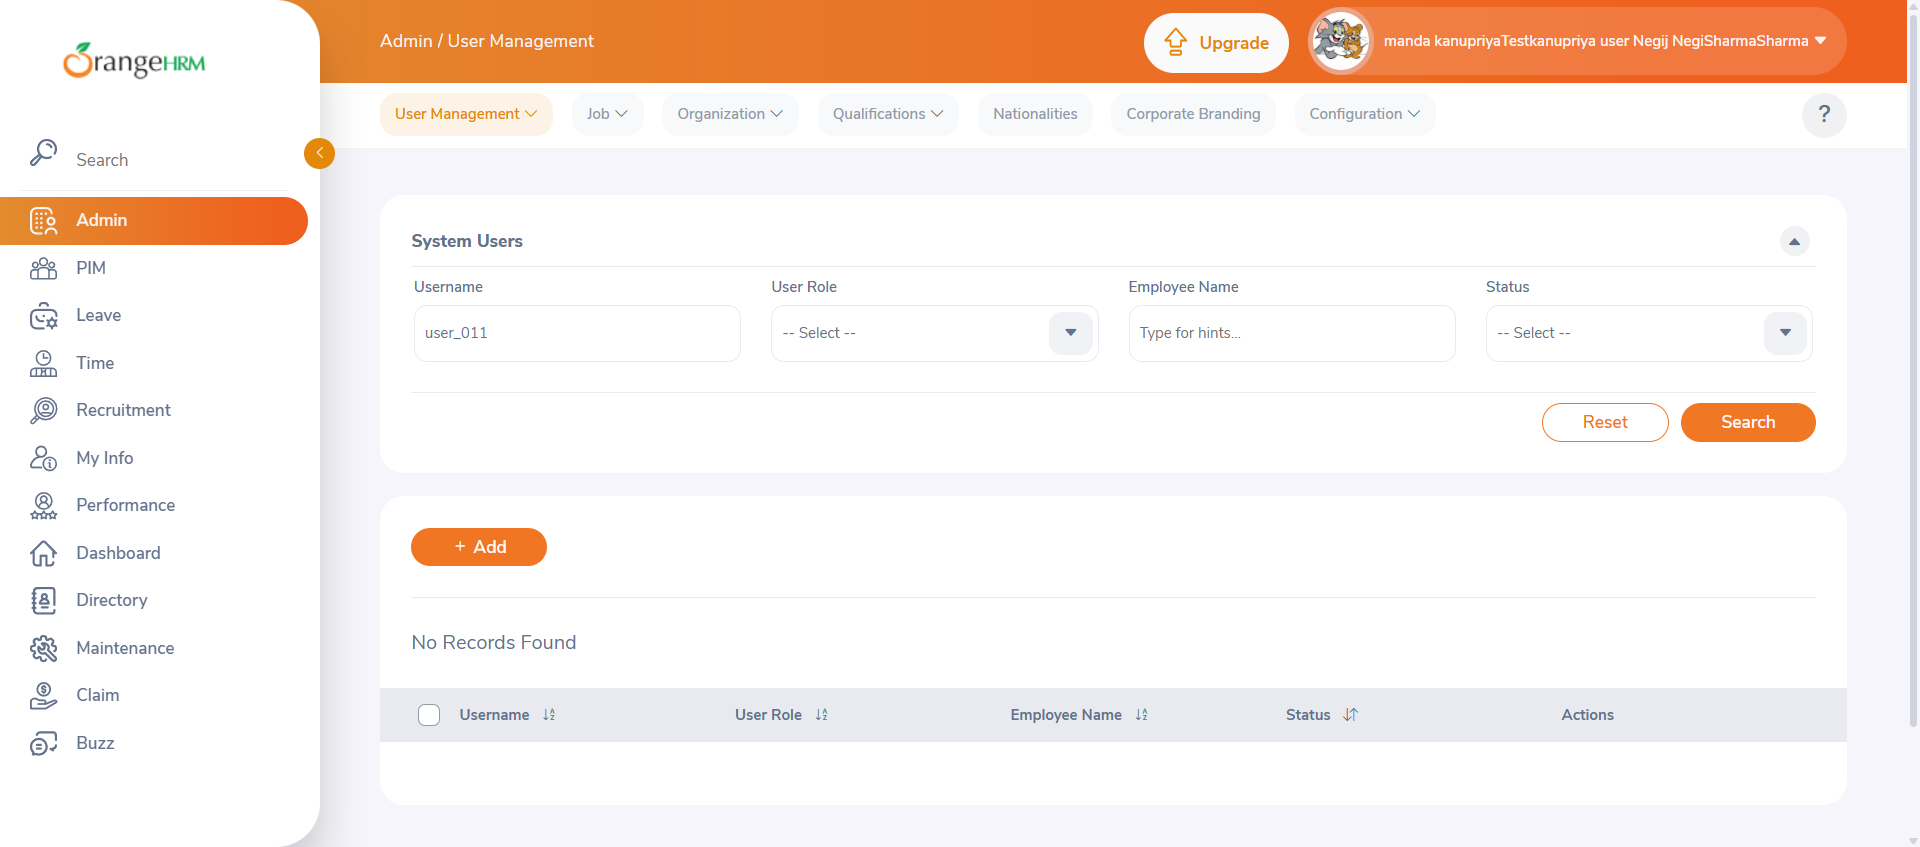 OrangeHRM
Admin / User Management
Upgrade
manda kanupriyaTestkanupriya user Negij NegiSharmaSharma
User Management
Job
Organization
Qualifications
Nationalities
Corporate Branding
Configuration
?
Search
Admin
PIM
Leave
Time
Recruitment
My Info
Performance
Dashboard
Directory
Maintenance
Claim
Buzz
System Users
Username
User Role
Employee Name
Status
user_011
-- Select --
Type for hints...
-- Select --
Reset
Search
+ Add
No Records Found
Username
User Role
Employee Name
Status
Actions